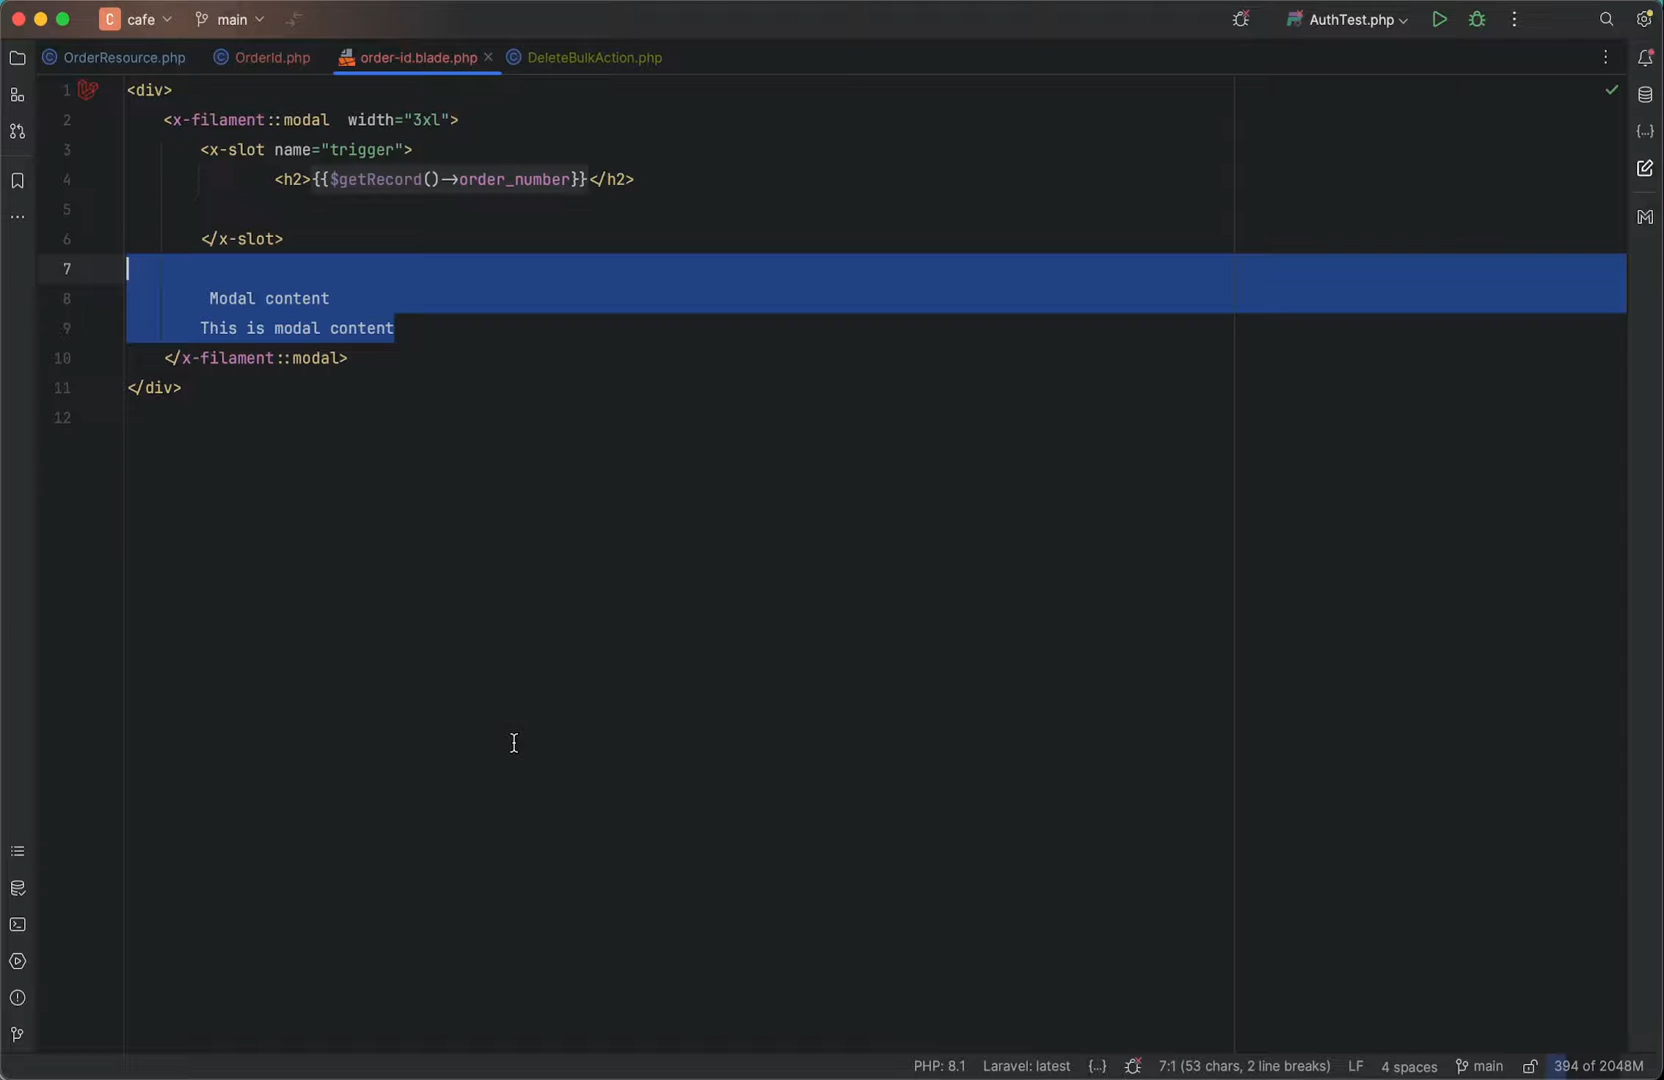 C cafe main AuthTest.php
OrderResource.php OrderId.php order-id.blade.php DeleteBulkAction.php
1 <div>
2 <x-filament::modal width="3xl">
3 <x-slot name="trigger">
4 <h2>{{$getRecord()->order_number}}</h2>
5
6 </x-slot>
7
8 Modal content
9 This is modal content
10 </x-filament::modal>
11 </div>
12
PHP: 8.1 Laravel: latest {...} 7:1 (53 chars, 2 line breaks) LF 4 spaces main 394 of 2048M